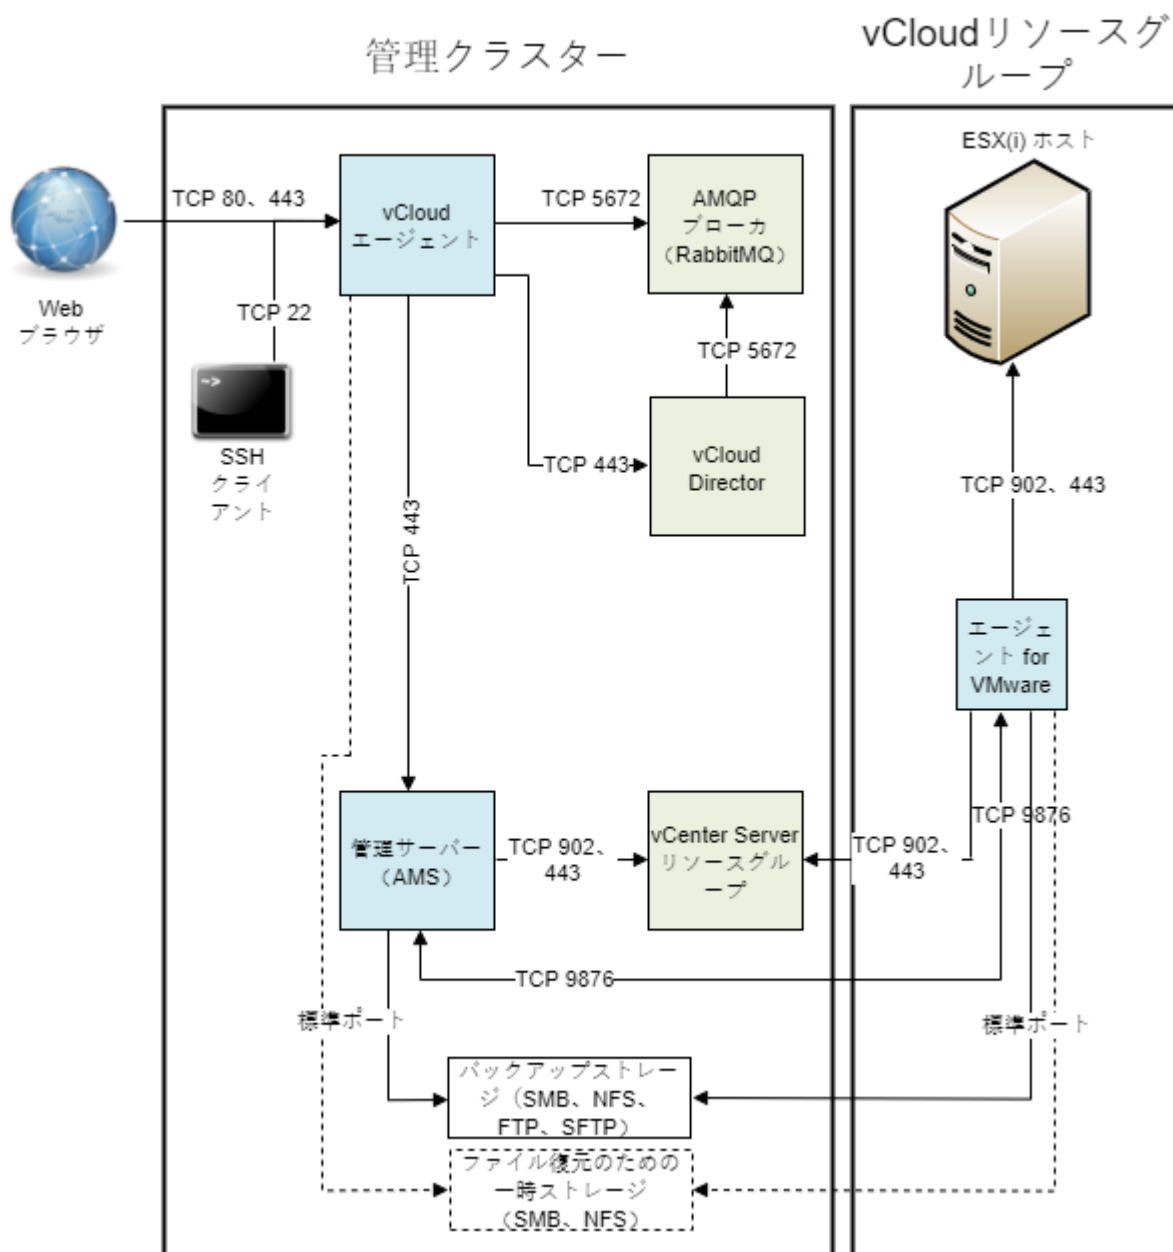 管理クラスター
vCloudリソースグ
ループ
ESX(i) ホスト
TCP 80、443
vCloud
エージェント
TCP 5672
AMQP
ブローカ
（RabbitMQ）
Web
ブラウザ
TCP 22
TCP 5672
->
SSH
クライ
アント
TCP 443
TCP 443
vCloud
Director
TCP 902、443
エージェ
ント for
VMware
管理サーバー
（AMS）
TCP 902、
443
vCenter Server
リソースグル
ープ
TCP 902、
443
TCP 9876
TCP 9876
標準ポート
標準ポート
バックアップストレー
ジ（SMB、NFS、
FTP、SFTP）
ファイル復元のための
一時ストレージ
（SMB、NFS）